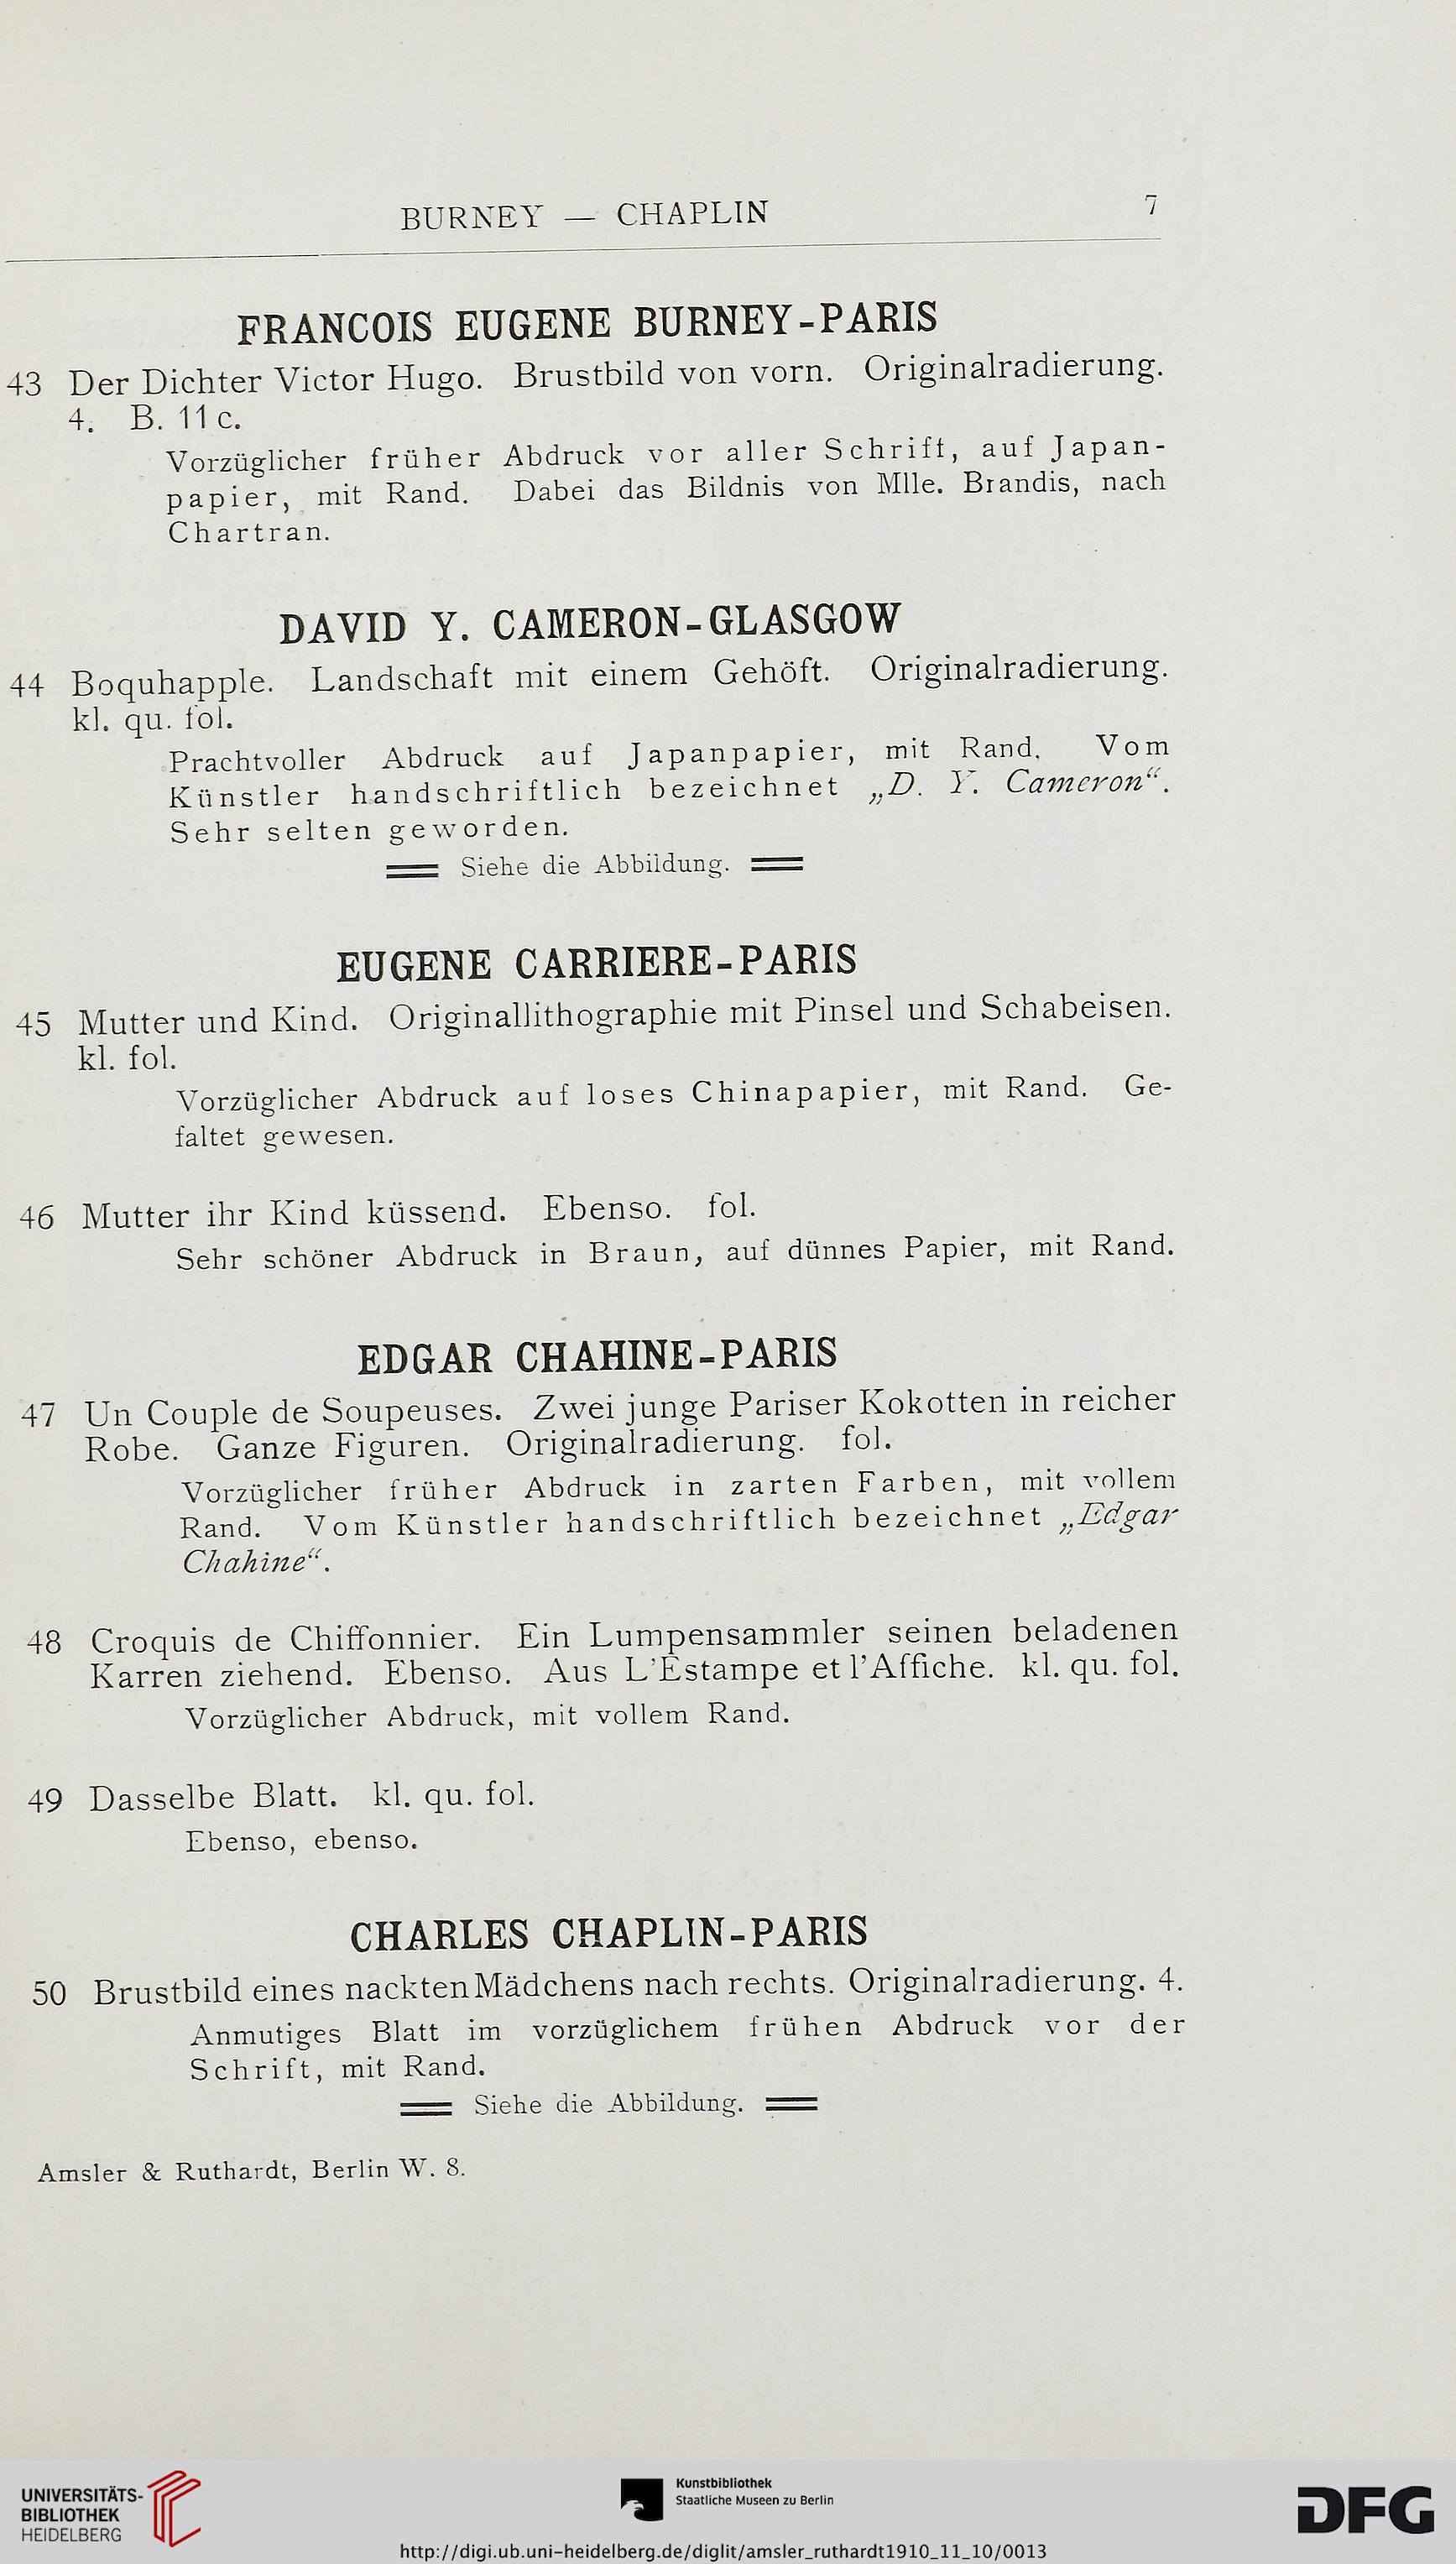 BURNEY — CHAPLIN 7
FRANCOIS EUGENE BURNEY-PARIS
43 Der Dichter Victor Hugo. Brustbild von vorn. Originalradierung.
4. B. 11 c.
Vorzüglicher früher Abdruck vor aller Schrift, auf Japan-
papier, mit Rand. Dabei das Bildnis von Mlle. Brandis, nach
Chartran.
DAVID Y. CAMERON-GLASGOW
44 Boquhapple. Landschaft mit einem Gehöft. Originalradierung.
kl. qu. fol.
Prachtvoller Abdruck auf Japanpapier, mit Rand. Vom
Künstler handschriftlich bezeichnet „D. Y. Cameron“.
Sehr selten geworden.
Siehe die Abbildung.
EUGENE CARRIERE-PARIS
45 Mutter und Kind. Originallithographie mit Pinsel und Schabeisen.
kl. fol.
Vorzüglicher Abdruck auf loses Chinapapier, mit Rand. Ge-
faltet gewesen.
46 Mutter ihr Kind küssend. Ebenso. fol.
Sehr schöner Abdruck in Braun, auf dünnes Papier, mit Rand.
EDGAR CHAHINE-PARIS
47 Un Couple de Soupeuses. Zwei junge Pariser Kokotten in reicher
Robe. Ganze Figuren. Originalradierung. fol.
Vorzüglicher früher Abdruck in zarten Farben, mit vollem
Rand. Vom Künstler handschriftlich bezeichnet „Edgar
Chahine“.
48 Croquis de Chiffonnier. Ein Lumpensammler seinen beladenen
Karren ziehend. Ebenso. Aus L'Estampe et l'Affiche. kl. qu. fol.
Vorzüglicher Abdruck, mit vollem Rand.
49 Dasselbe Blatt. kl. qu. fol.
Ebenso, ebenso.
CHARLES CHAPLIN-PARIS
50 Brustbild eines nackten Mädchens nach rechts. Originalradierung. 4.
Anmutiges Blatt im vorzüglichem frühen Abdruck vor der
Schrift, mit Rand.
Siehe die Abbildung.
Amsler & Ruthardt, Berlin W. 8.
UNIVERSITÄTS-
BIBLIOTHEK
HEIDELBERG
Kunstbibliothek
Staatliche Museen zu Berlin
DFG
http://digi.ub.uni-heidelberg.de/diglit/amsler_ruthardt1910_11_10/0013